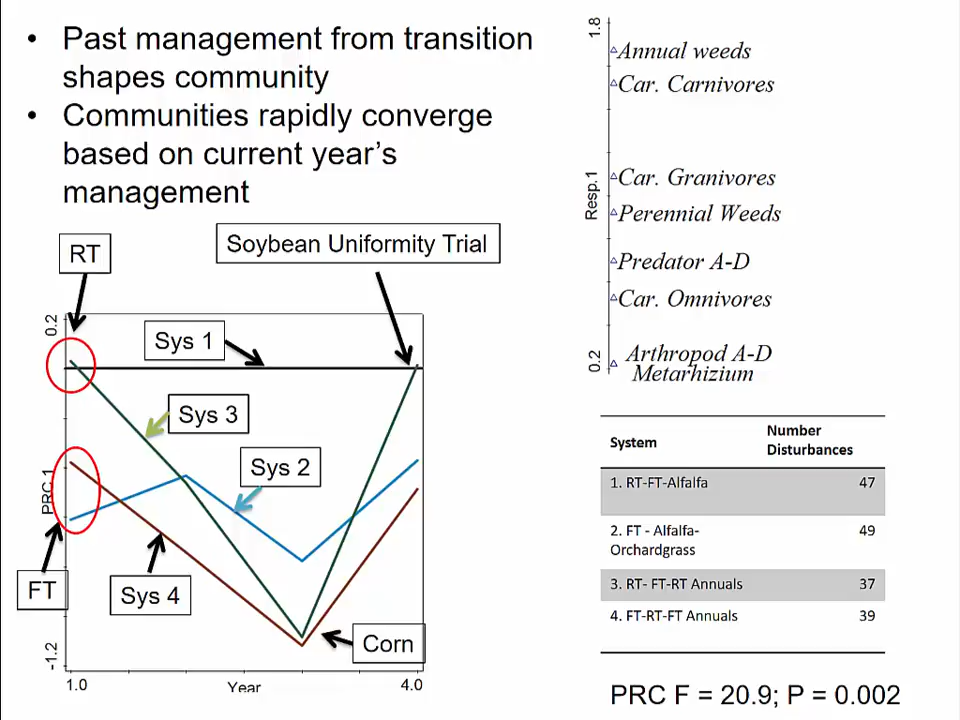 • Past management from transition
shapes community
• Communities rapidly converge
based on current year's
management
RT
Soybean Uniformity Trial
Sys 1
Sys 3
Sys 2
Sys 4
FT
Corn
0.2
PRC 1
-1.2
1.0
Year
4.0
1.8
Resp.1
0.2
Annual weeds
Car. Carnivores
Car. Granivores
Perennial Weeds
Predator A-D
Car. Omnivores
Arthropod A-D
Metarhizium
System Number
Disturbances
1. RT-FT-Alfalfa 47
2. FT - Alfalfa- 49
Orchardgrass
3. RT- FT-RT Annuals 37
4. FT-RT-FT Annuals 39
PRC F = 20.9; P = 0.002